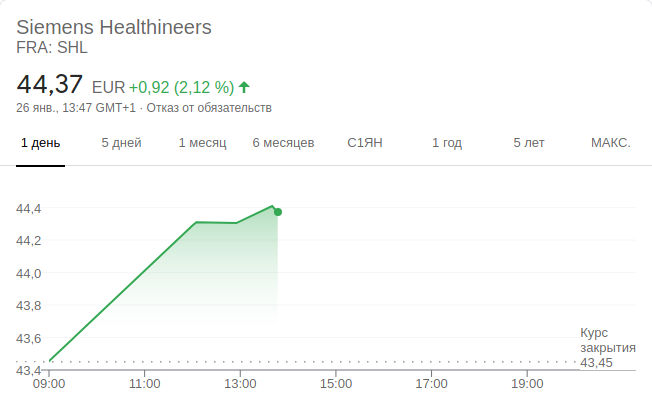 Siemens Healthineers
FRA: SHL
44,37 EUR +0,92 (2,12 %)
26 янв., 13:47 GMT+1 · Отказ от обязательств
1 день 5 дней 1 месяц 6 месяцев С1ЯН 1 год 5 лет МАКС.
44,4
44,2
44,0
43,8
43,6
43,4
Курс
закрытия
43,45
09:00 11:00 13:00 15:00 17:00 19:00